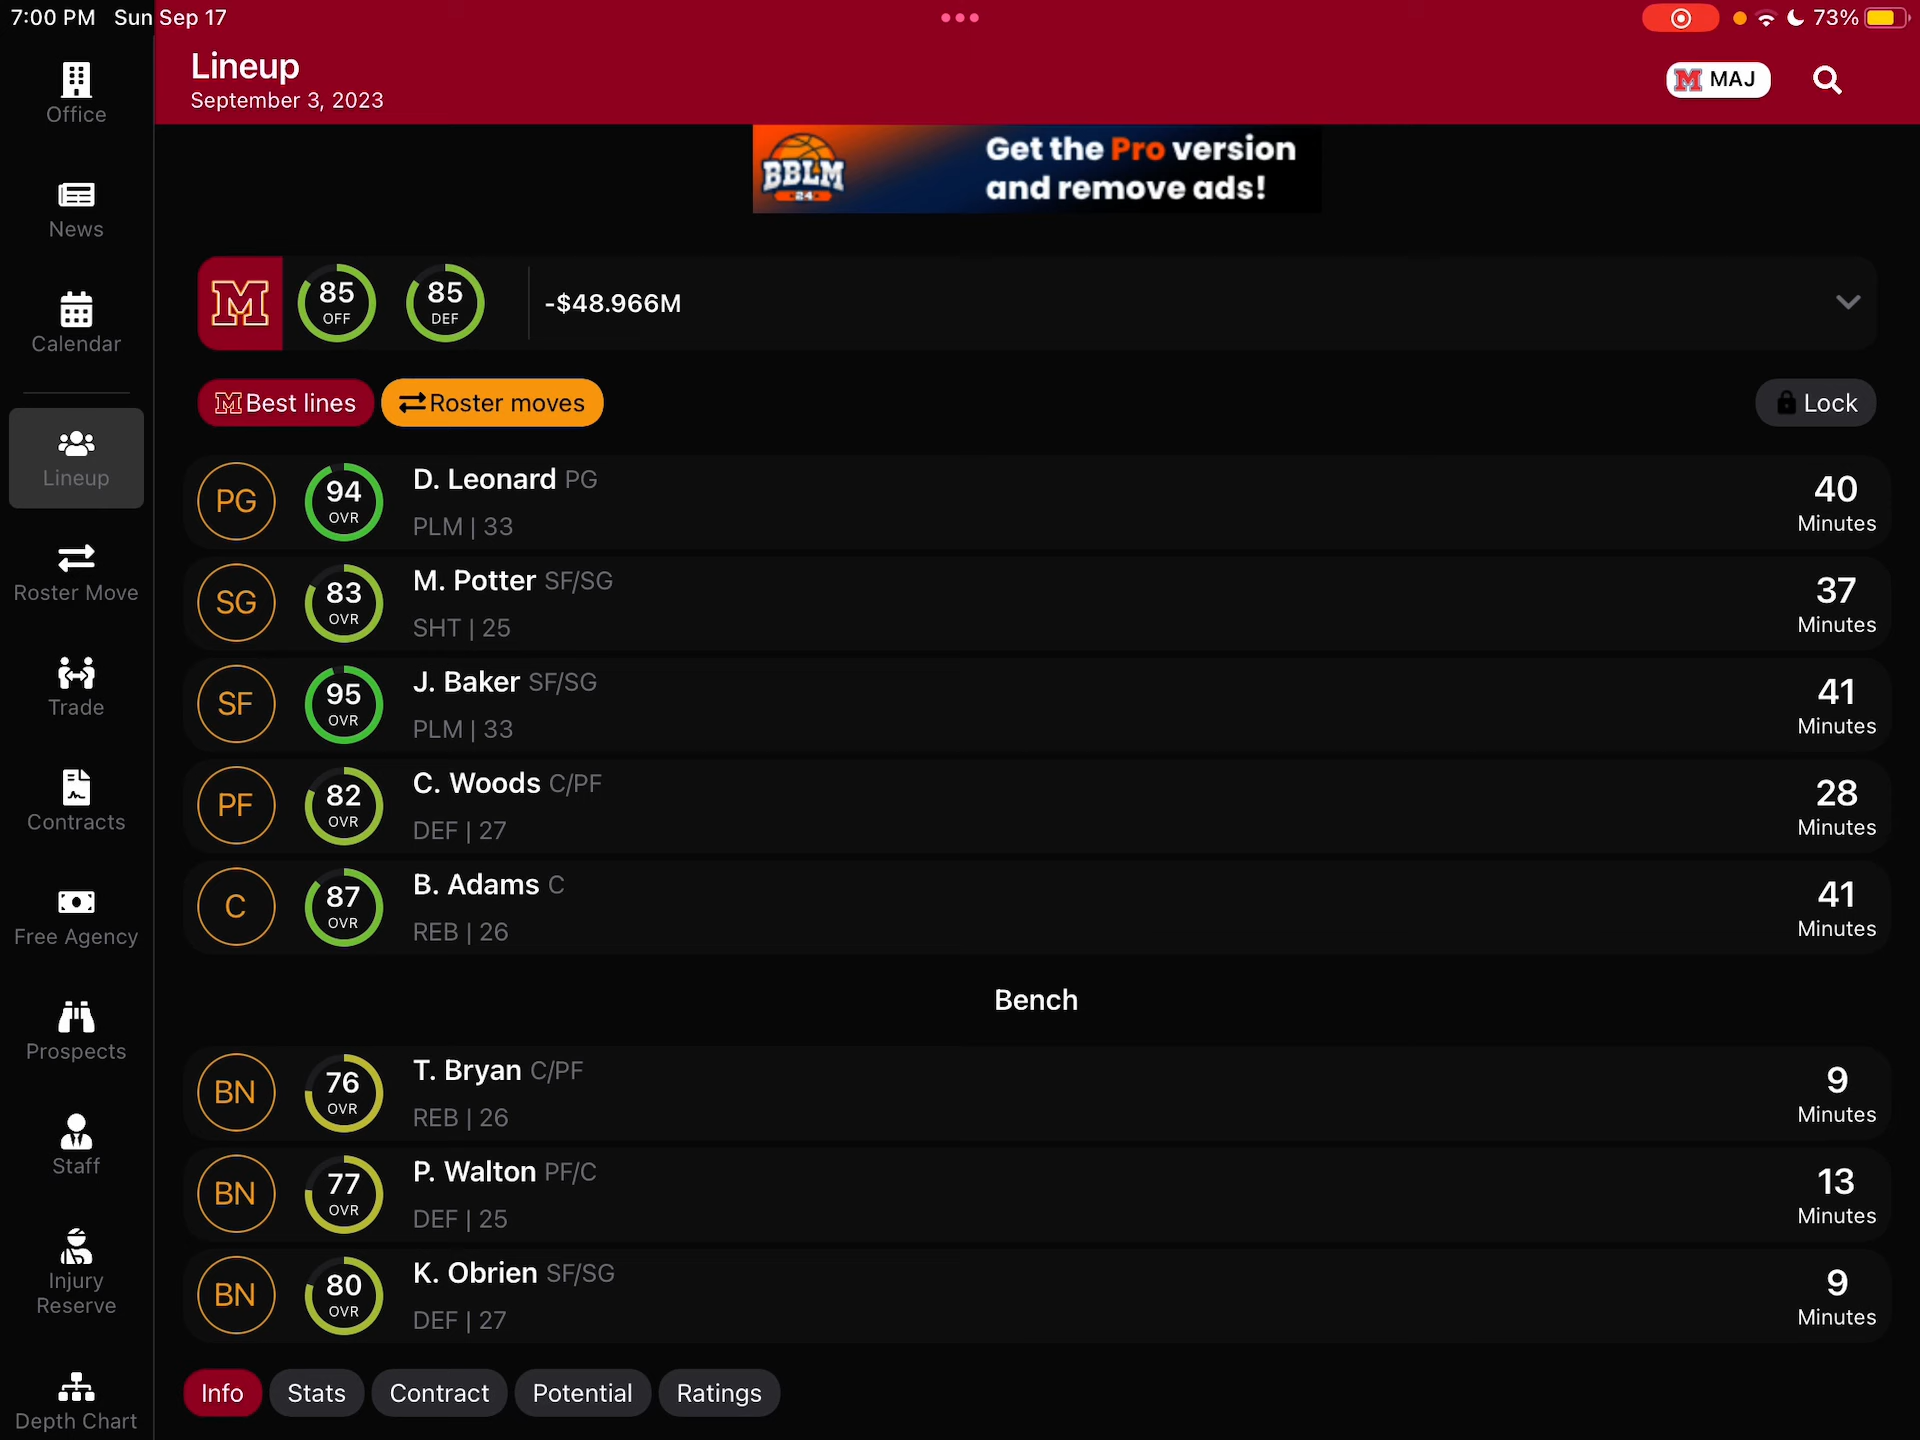 7:00 PM Sun Sep 17
73%
Lineup
September 3, 2023
M MAJ
BBLM
24
Get the Pro version
and remove ads!
Office
News
Calendar
Lineup
Roster Move
Trade
Contracts
Free Agency
Prospects
Staff
Injury
Reserve
Depth Chart
M
85
OFF
85
DEF
-$48.966M
M Best lines
Roster moves
Lock
PG
94
OVR
D. Leonard PG
PLM | 33
40
Minutes
SG
83
OVR
M. Potter SF/SG
SHT | 25
37
Minutes
SF
95
OVR
J. Baker SF/SG
PLM | 33
41
Minutes
PF
82
OVR
C. Woods C/PF
DEF | 27
28
Minutes
C
87
OVR
B. Adams C
REB | 26
41
Minutes
Bench
BN
76
OVR
T. Bryan C/PF
REB | 26
9
Minutes
BN
77
OVR
P. Walton PF/C
DEF | 25
13
Minutes
BN
80
OVR
K. Obrien SF/SG
DEF | 27
9
Minutes
Info
Stats
Contract
Potential
Ratings